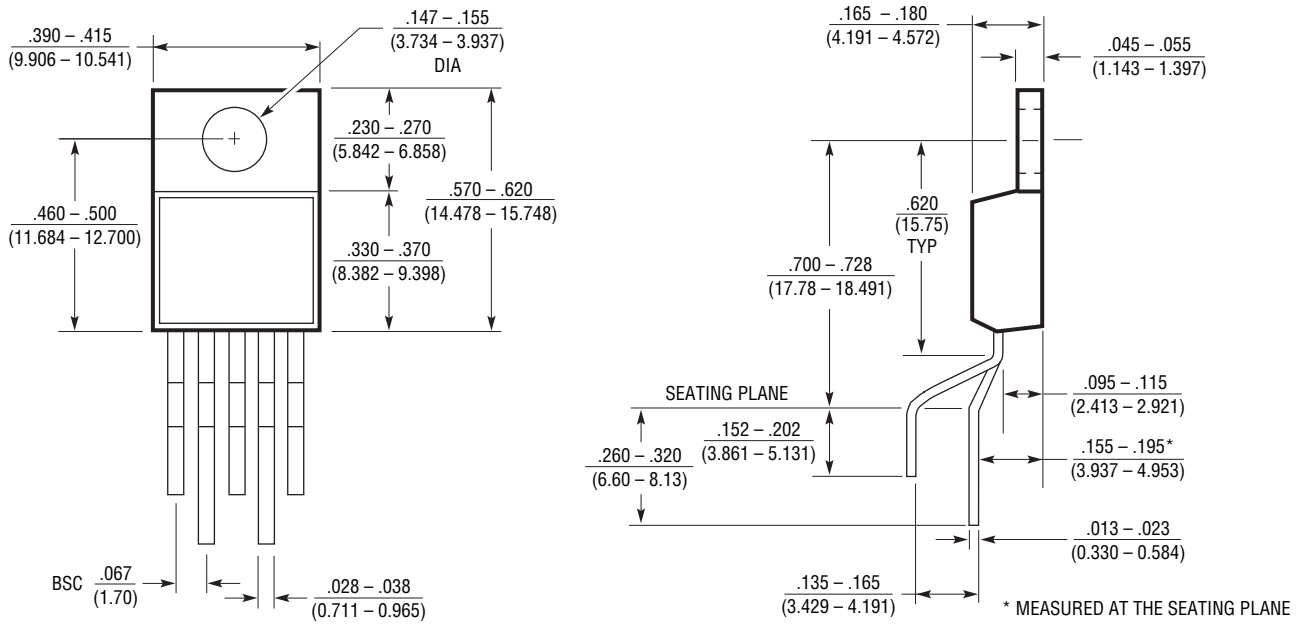 .390 – .415
(9.906 – 10.541)
.147 – .155
(3.734 – 3.937)
DIA
.230 – .270
(5.842 – 6.858)
.460 – .500
(11.684 – 12.700)
.570 – .620
(14.478 – 15.748)
.330 – .370
(8.382 – 9.398)
BSC
.067
(1.70)
.028 – .038
(0.711 – 0.965)
.165 – .180
(4.191 – 4.572)
.045 – .055
(1.143 – 1.397)
.620
(15.75)
TYP
.700 – .728
(17.78 – 18.491)
SEATING PLANE
.152 – .202
(3.861 – 5.131)
.260 – .320
(6.60 – 8.13)
.095 – .115
(2.413 – 2.921)
.155 – .195*
(3.937 – 4.953)
.013 – .023
(0.330 – 0.584)
.135 – .165
(3.429 – 4.191)
* MEASURED AT THE SEATING PLANE